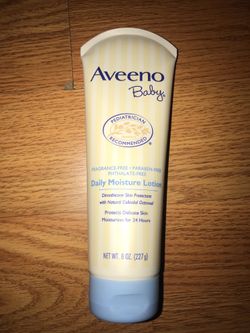 Aveeno
Baby®
PEDIATRICIAN
RECOMMENDED
FRAGRANCE-FREE • PARABEN-FREE
PHTHALATE-FREE
Daily Moisture Lotion
Dimethicone Skin Protectant
with Natural Colloidal Oatmeal
Protects Delicate Skin
Moisturizes for 24 Hours
NET WT. 8 OZ. (227g)